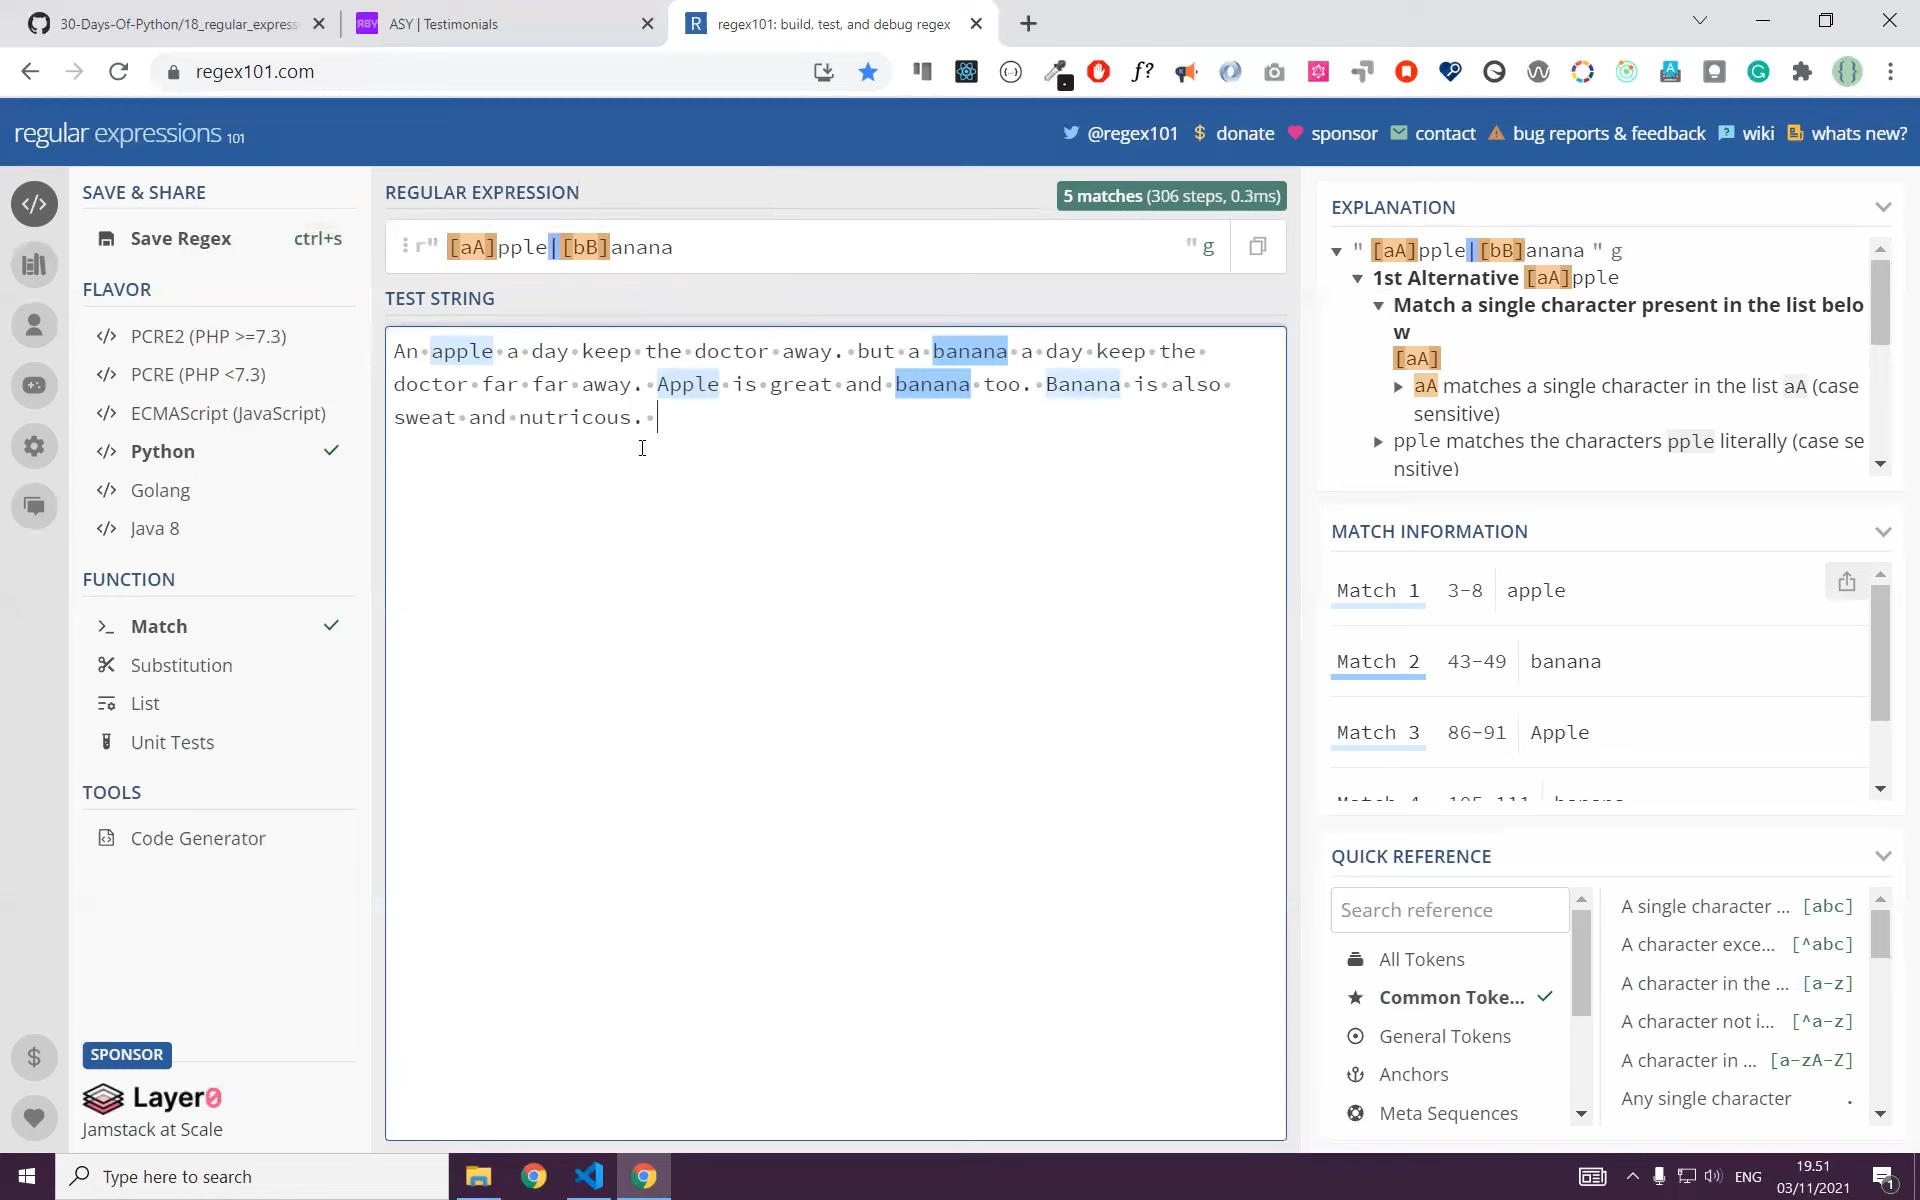 30-Days-Of-Python/18_regular_express
ASY
ASY | Testimonials
R
regex101: build, test, and debug regex
regex101.com
f?
regular expressions 101
@regex101
$ donate
sponsor
contact
bug reports & feedback
wiki
whats new?
SAVE & SHARE
Save Regex
ctrl+s
FLAVOR
</> PCRE2 (PHP >=7.3)
</> PCRE (PHP <7.3)
</> ECMAScript (JavaScript)
</> Python
</> Golang
</> Java 8
FUNCTION
>_ Match
Substitution
List
Unit Tests
TOOLS
Code Generator
SPONSOR
Layer0
Jamstack at Scale
REGULAR EXPRESSION
5 matches (306 steps, 0.3ms)
r" [aA]pple|[bB]anana " g
TEST STRING
An apple a day keep the doctor away. but a banana a day keep the
doctor far far away. Apple is great and banana too. Banana is also
sweat and nutricous.
EXPLANATION
" [aA]pple|[bB]anana " g
1st Alternative [aA]pple
Match a single character present in the list belo
w
[aA]
aA matches a single character in the list aA (case
sensitive)
pple matches the characters pple literally (case se
nsitive)
MATCH INFORMATION
Match 1 3-8 apple
Match 2 43-49 banana
Match 3 86-91 Apple
Match 4 105-111 banana
QUICK REFERENCE
Search reference
All Tokens
Common Toke...
General Tokens
Anchors
Meta Sequences
A single character ... [abc]
A character exce... [^abc]
A character in the ... [a-z]
A character not i... [^a-z]
A character in ... [a-zA-Z]
Any single character .
Type here to search
ENG
19.51
03/11/2021
1